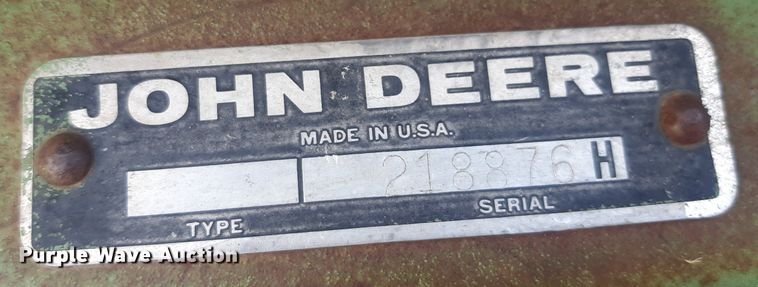 JOHN DEERE
MADE IN U.S.A.
218876 H
TYPE SERIAL
Purple Wave Auction